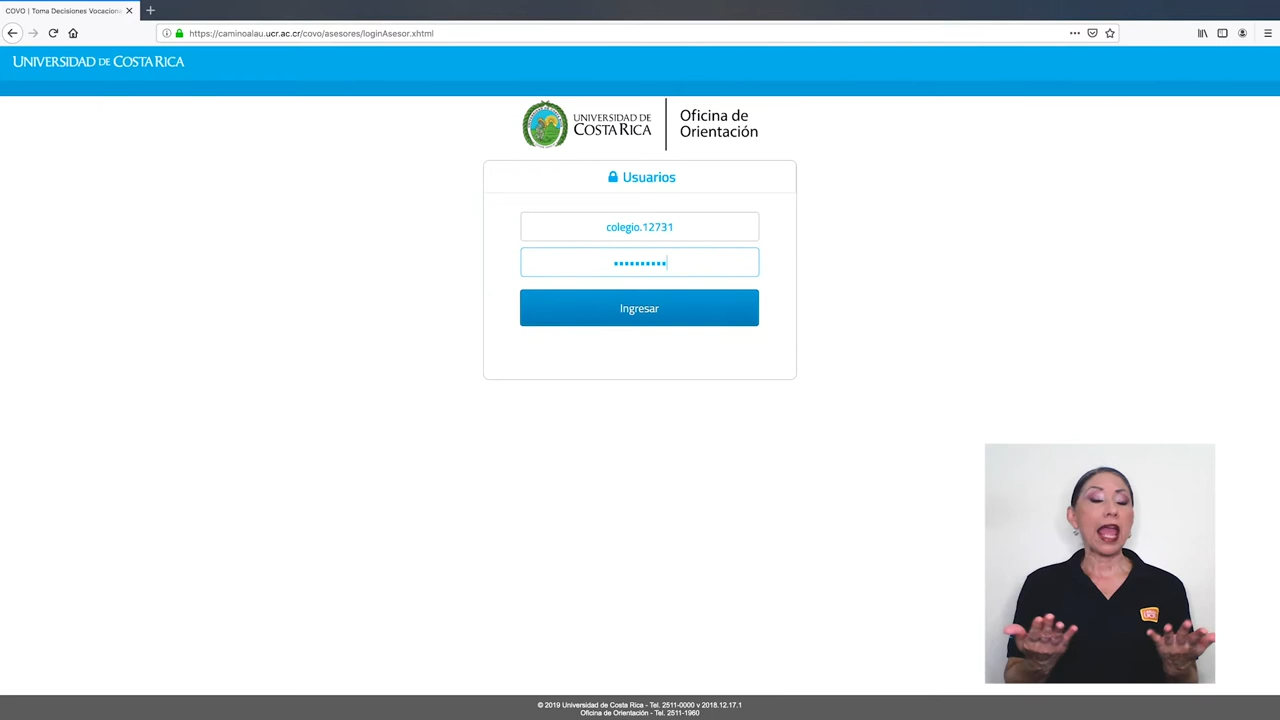 COVO | Toma Decisiones Vocacion
https://caminoalau.ucr.ac.cr/covo/asesores/loginAsesor.xhtml
UNIVERSIDAD DE COSTA RICA
UNIVERSIDAD DE
COSTA RICA
Oficina de
Orientación
Usuarios
colegio.12731
••••••••••
Ingresar
© 2019 Universidad de Costa Rica - Tel. 2511-0000 v 2018.12.17.1
Oficina de Orientación - Tel. 2511-1960